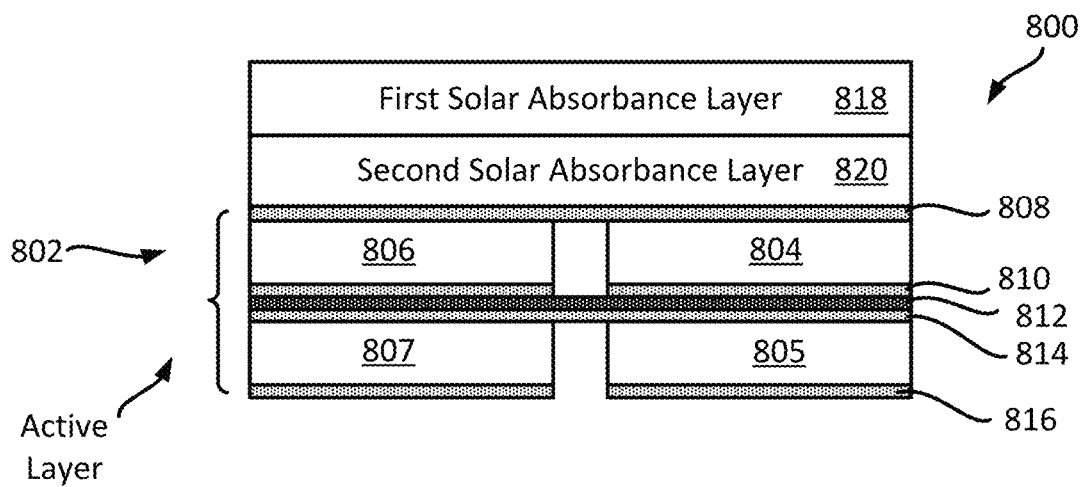 800
First Solar Absorbance Layer 818
Second Solar Absorbance Layer 820
808
802
806 804
810
812
814
807 805
816
Active
Layer